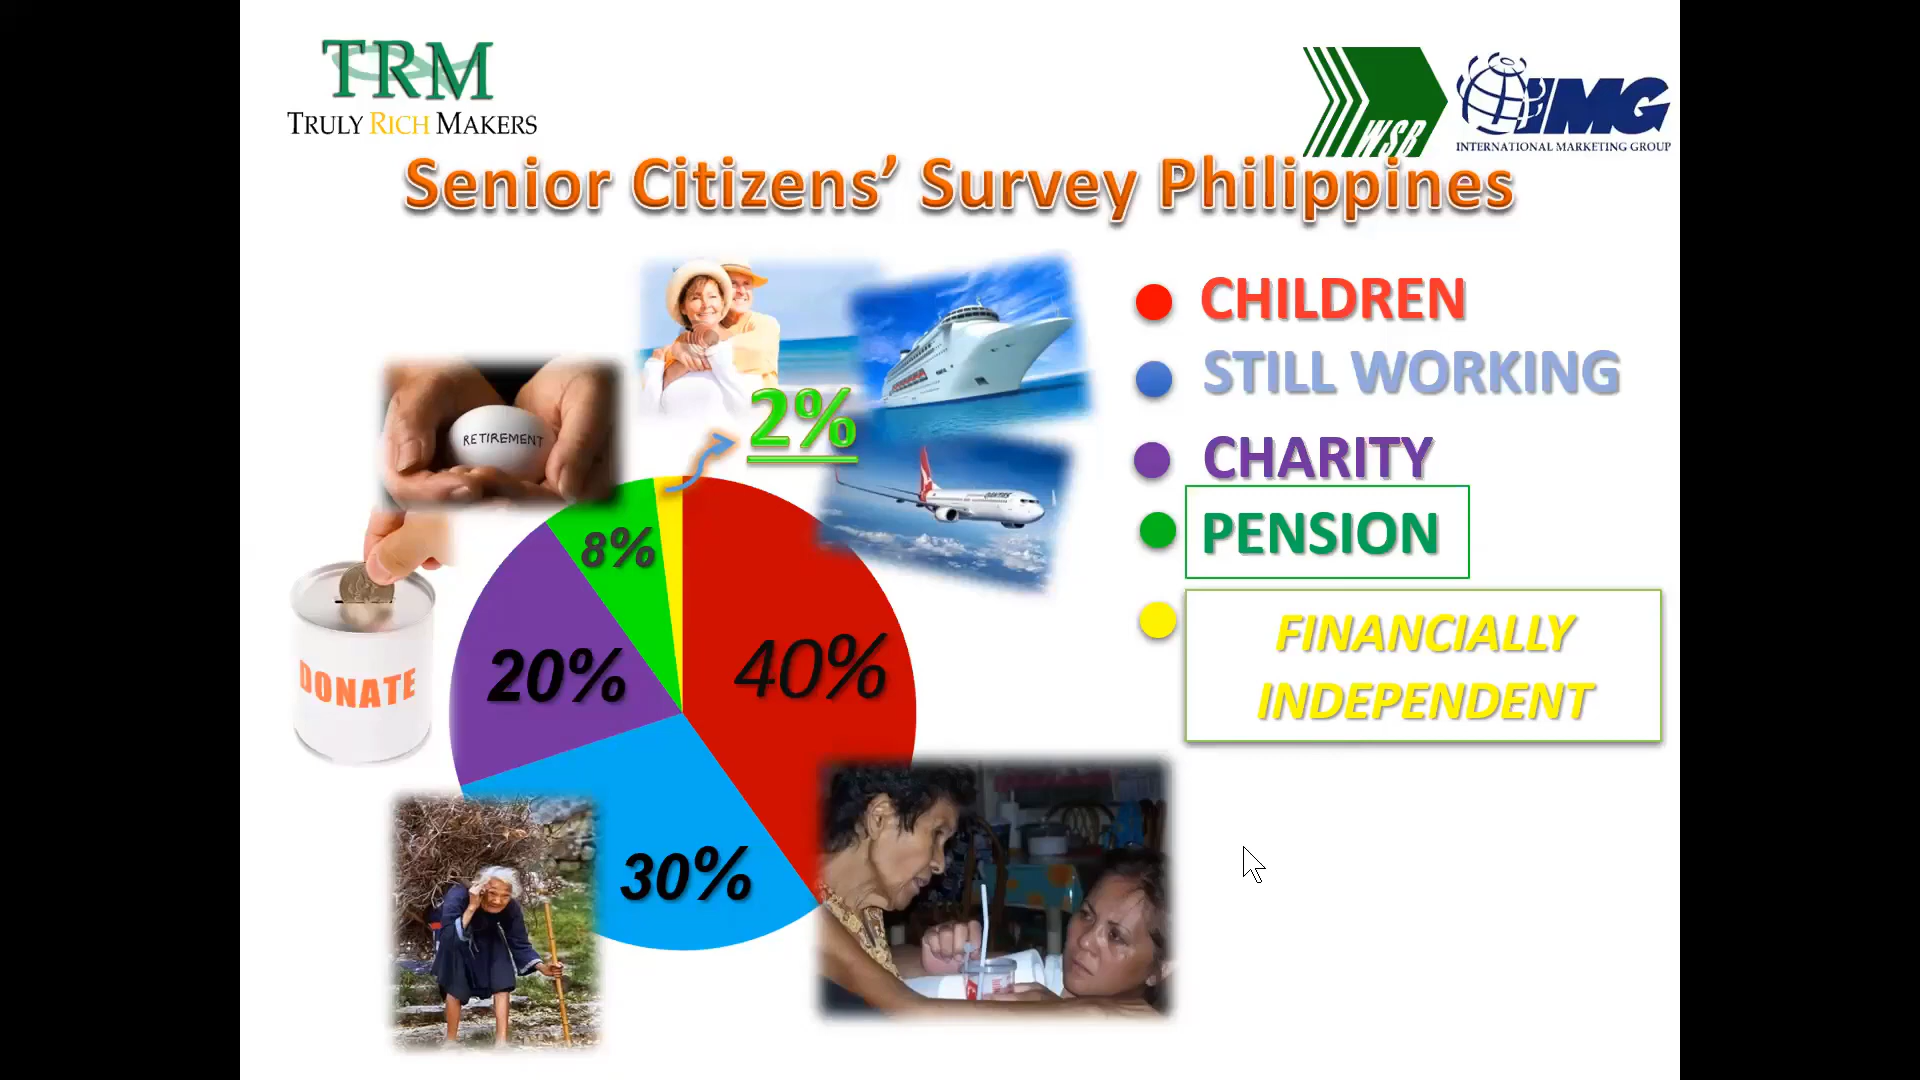 TRM
TRULY RICH MAKERS
WSB
IMG
INTERNATIONAL MARKETING GROUP
Senior Citizens’ Survey Philippines
CHILDREN
STILL WORKING
CHARITY
PENSION
FINANCIALLY
INDEPENDENT
2%
RETIREMENT
8%
40%
20%
30%
DONATE